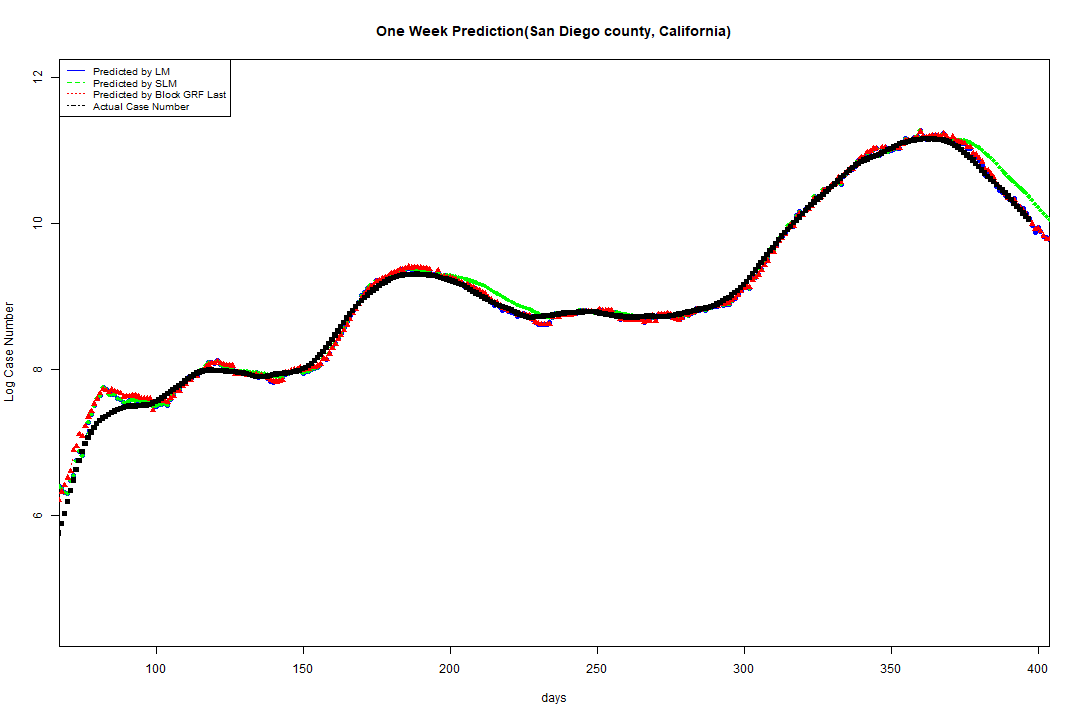 One Week Prediction(San Diego county, California)
Predicted by LM
Predicted by SLM
Predicted by Block GRF Last
Actual Case Number
12
10
8
6
Log Case Number
100 150 200 250 300 350 400
days